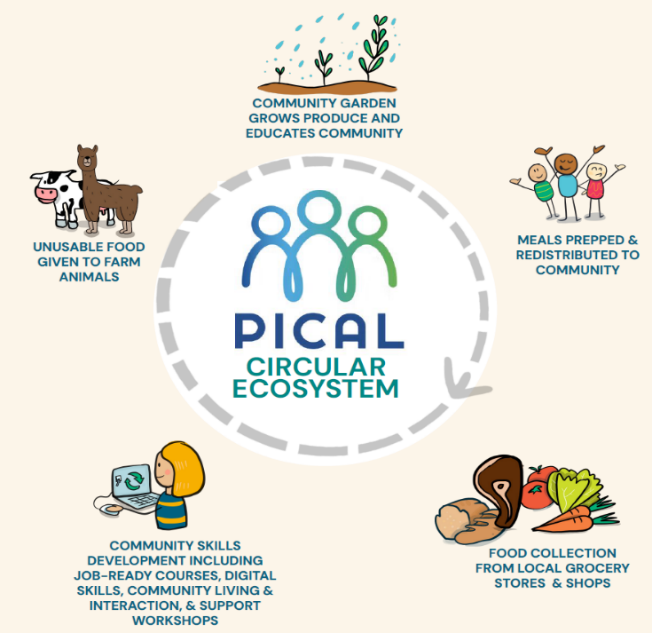 COMMUNITY GARDEN
GROWS PRODUCE AND
EDUCATES COMMUNITY
UNUSABLE FOOD
GIVEN TO FARM
ANIMALS
MEALS PREPPED &
REDISTRIBUTED TO
COMMUNITY
PICAL
CIRCULAR
ECOSYSTEM
COMMUNITY SKILLS
DEVELOPMENT INCLUDING
JOB-READY COURSES, DIGITAL
SKILLS, COMMUNITY LIVING &
INTERACTION, & SUPPORT
WORKSHOPS
FOOD COLLECTION
FROM LOCAL GROCERY
STORES & SHOPS